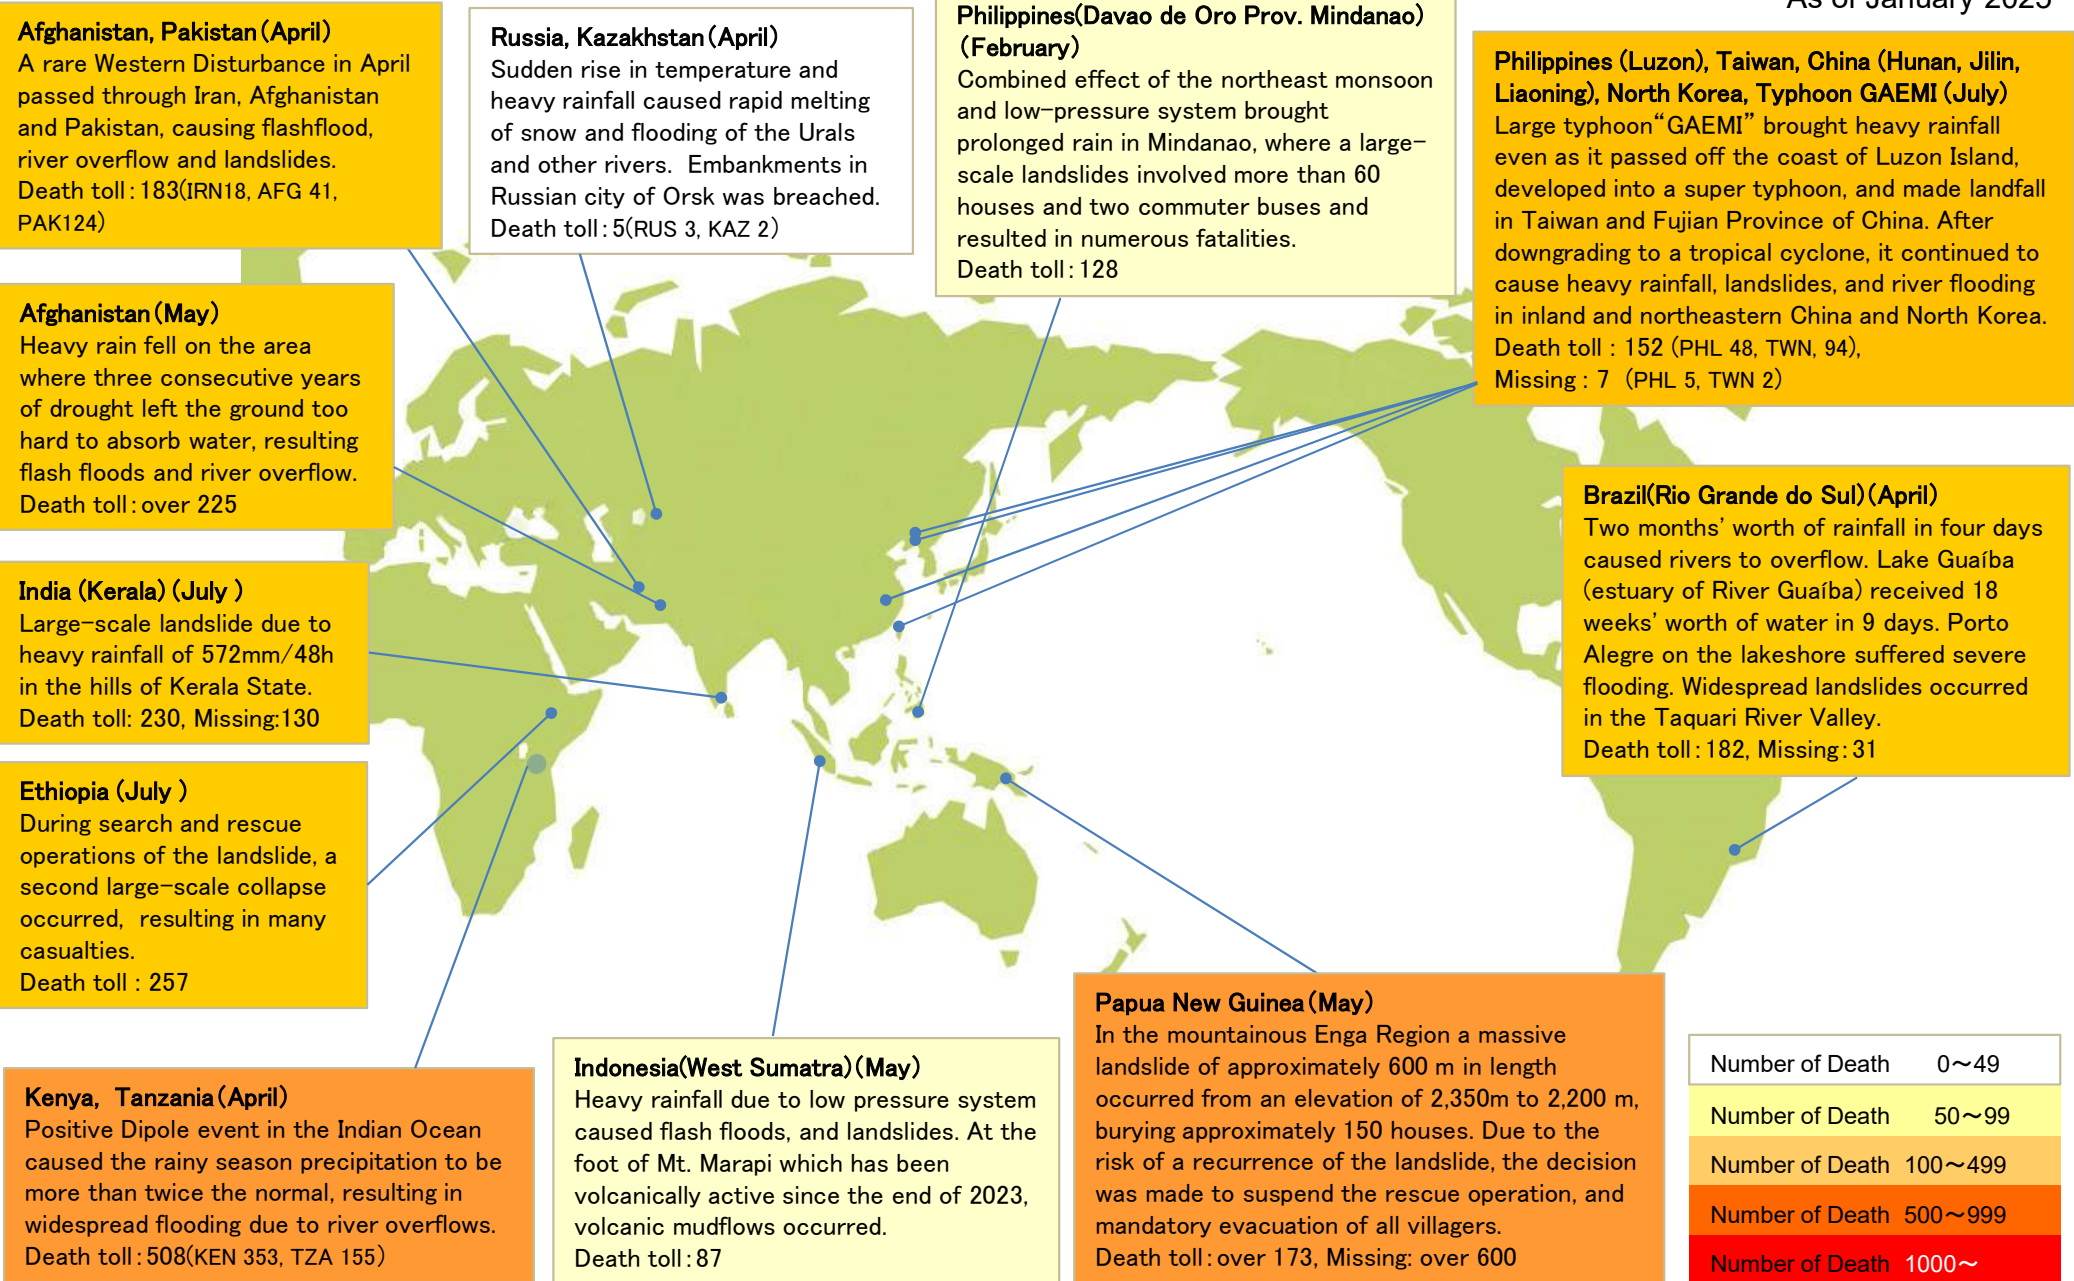 As of January 2025
Afghanistan, Pakistan(April)
A rare Western Disturbance in April
passed through Iran, Afghanistan
and Pakistan, causing flashflood,
river overflow and landslides.
Death toll:183(IRN18, AFG 41,
PAK124)
Russia, Kazakhstan(April)
Sudden rise in temperature and
heavy rainfall caused rapid melting
of snow and flooding of the Urals
and other rivers. Embankments in
Russian city of Orsk was breached.
Death toll:5(RUS 3, KAZ 2)
Philippines(Davao de Oro Prov. Mindanao)
(February)
Combined effect of the northeast monsoon
and low-pressure system brought
prolonged rain in Mindanao, where a large-
scale landslides involved more than 60
houses and two commuter buses and
resulted in numerous fatalities.
Death toll:128
Philippines (Luzon), Taiwan, China (Hunan, Jilin,
Liaoning), North Korea, Typhoon GAEMI (July)
Large typhoon“GAEMI” brought heavy rainfall
even as it passed off the coast of Luzon Island,
developed into a super typhoon, and made landfall
in Taiwan and Fujian Province of China. After
downgrading to a tropical cyclone, it continued to
cause heavy rainfall, landslides, and river flooding
in inland and northeastern China and North Korea.
Death toll : 152 (PHL 48, TWN, 94),
Missing : 7 (PHL 5, TWN 2)
Afghanistan(May)
Heavy rain fell on the area
where three consecutive years
of drought left the ground too
hard to absorb water, resulting
flash floods and river overflow.
Death toll:over 225
Brazil(Rio Grande do Sul)(April)
Two months’ worth of rainfall in four days
caused rivers to overflow. Lake Guaíba
(estuary of River Guaíba) received 18
weeks’ worth of water in 9 days. Porto
Alegre on the lakeshore suffered severe
flooding. Widespread landslides occurred
in the Taquari River Valley.
Death toll:182, Missing:31
India (Kerala) (July )
Large-scale landslide due to
heavy rainfall of 572mm/48h
in the hills of Kerala State.
Death toll: 230, Missing:130
Ethiopia (July )
During search and rescue
operations of the landslide, a
second large-scale collapse
occurred, resulting in many
casualties.
Death toll : 257
Kenya, Tanzania(April)
Positive Dipole event in the Indian Ocean
caused the rainy season precipitation to be
more than twice the normal, resulting in
widespread flooding due to river overflows.
Death toll:508(KEN 353, TZA 155)
Indonesia(West Sumatra)(May)
Heavy rainfall due to low pressure system
caused flash floods, and landslides. At the
foot of Mt. Marapi which has been
volcanically active since the end of 2023,
volcanic mudflows occurred.
Death toll:87
Papua New Guinea(May)
In the mountainous Enga Region a massive
landslide of approximately 600 m in length
occurred from an elevation of 2,350m to 2,200 m,
burying approximately 150 houses. Due to the
risk of a recurrence of the landslide, the decision
was made to suspend the rescue operation, and
mandatory evacuation of all villagers.
Death toll:over 173, Missing: over 600
Number of Death 0~49
Number of Death 50~99
Number of Death 100~499
Number of Death 500~999
Number of Death 1000~